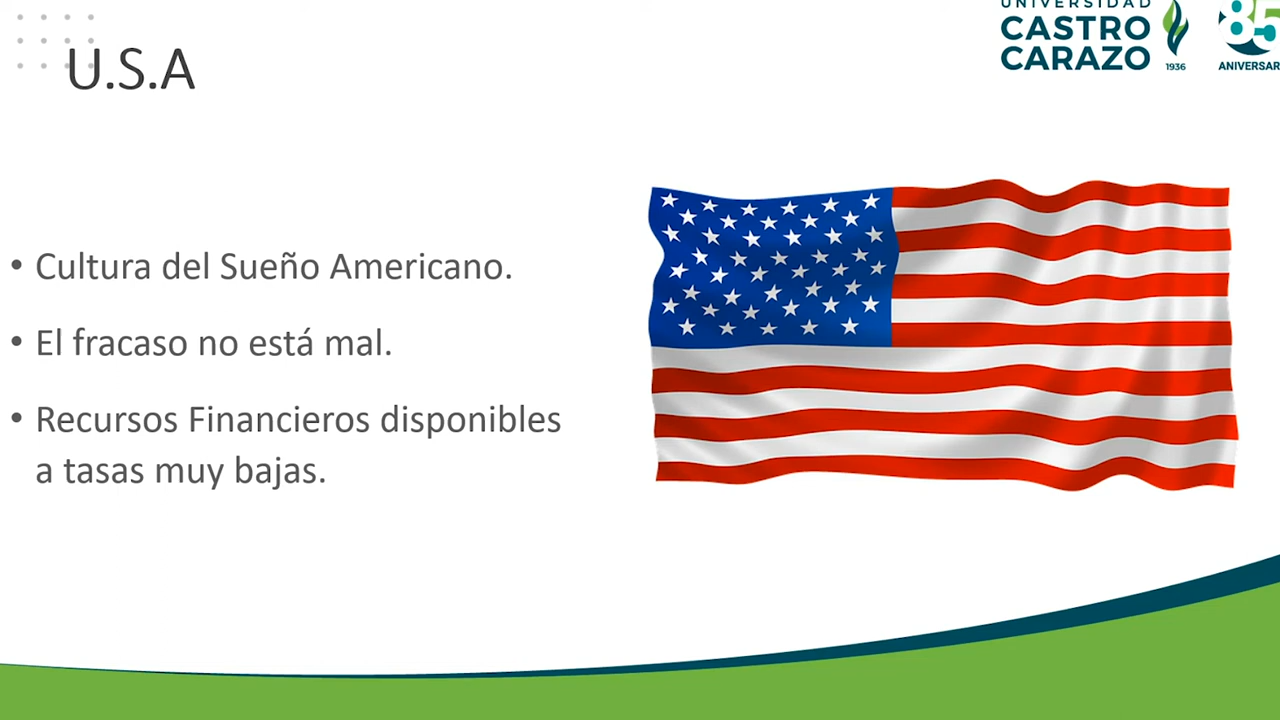 UNIVERSIDAD
CASTRO
CARAZO
1936
85
ANIVERSAR
U.S.A
• Cultura del Sueño Americano.
• El fracaso no está mal.
• Recursos Financieros disponibles
a tasas muy bajas.